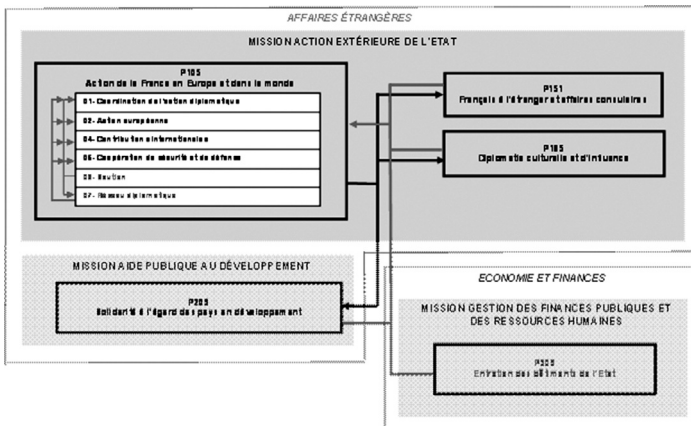 AFFAIRES ÉTRANGÈRES
MISSION ACTION EXTÉRIEURE DE L'ETAT
P105
Action de la France en Europe et dans le monde
01- Coordination de l'action diplomatique
02- Action européenne
04- Contributions internationales
05- Coopération de sécurité et de défense
06- Soutien
07- Réseau diplomatique
P151
Français à l'étranger et affaires consulaires
P185
Diplomatie culturelle et d'influence
MISSION AIDE PUBLIQUE AU DÉVELOPPEMENT
P209
Solidarité à l'égard des pays en développement
ECONOMIE ET FINANCES
MISSION GESTION DES FINANCES PUBLIQUES ET
DES RESSOURCES HUMAINES
P309
Entretien des bâtiments de l'Etat